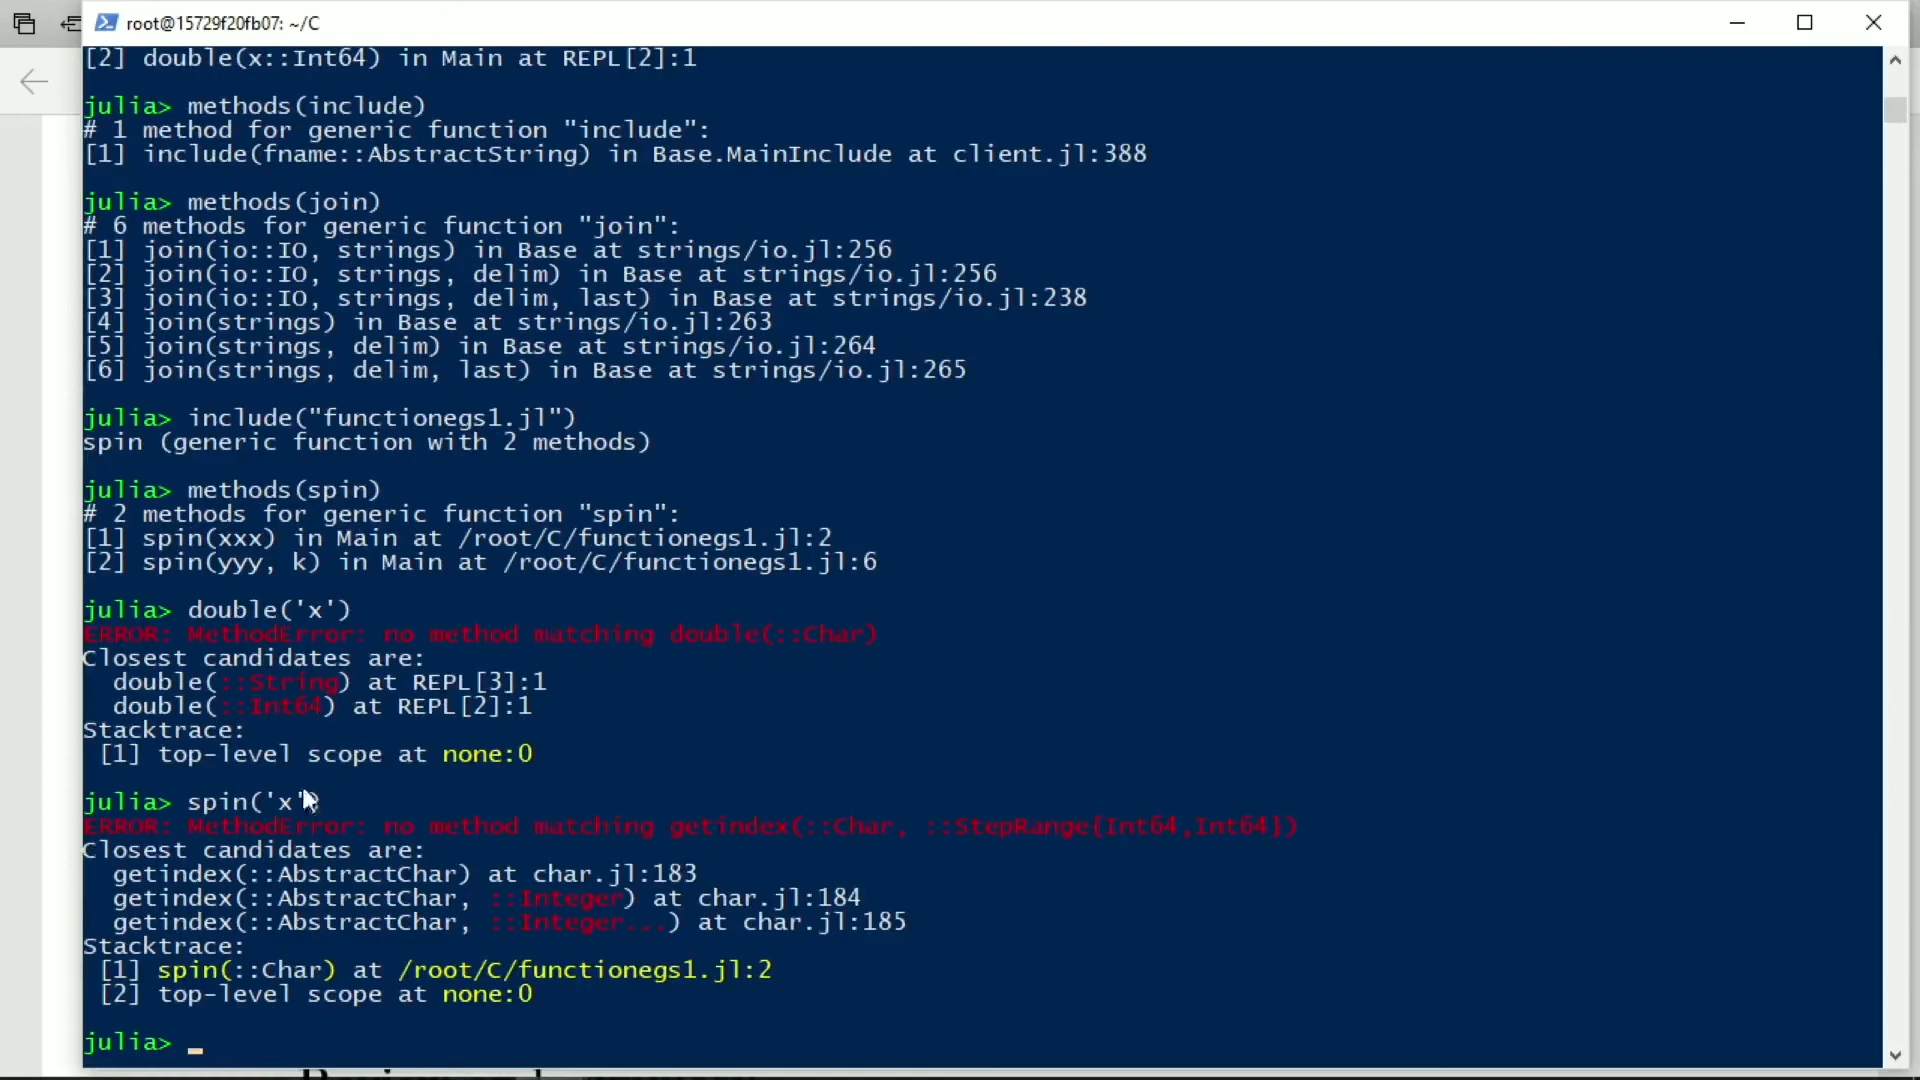 root@15729f20fb07: ~/C
[2] double(x::Int64) in Main at REPL[2]:1
julia> methods(include)
# 1 method for generic function "include":
[1] include(fname::AbstractString) in Base.MainInclude at client.jl:388
julia> methods(join)
# 6 methods for generic function "join":
[1] join(io::IO, strings) in Base at strings/io.jl:256
[2] join(io::IO, strings, delim) in Base at strings/io.jl:256
[3] join(io::IO, strings, delim, last) in Base at strings/io.jl:238
[4] join(strings) in Base at strings/io.jl:263
[5] join(strings, delim) in Base at strings/io.jl:264
[6] join(strings, delim, last) in Base at strings/io.jl:265
julia> include("functionegs1.jl")
spin (generic function with 2 methods)
julia> methods(spin)
# 2 methods for generic function "spin":
[1] spin(xxx) in Main at /root/C/functionegs1.jl:2
[2] spin(yyy, k) in Main at /root/C/functionegs1.jl:6
julia> double('x')
ERROR: MethodError: no method matching double(::Char)
Closest candidates are:
double(::String) at REPL[3]:1
double(::Int64) at REPL[2]:1
Stacktrace:
[1] top-level scope at none:0
julia> spin('x')
ERROR: MethodError: no method matching getindex(::Char, ::StepRange{Int64,Int64})
Closest candidates are:
getindex(::AbstractChar) at char.jl:183
getindex(::AbstractChar, ::Integer) at char.jl:184
getindex(::AbstractChar, ::Integer...) at char.jl:185
Stacktrace:
[1] spin(::Char) at /root/C/functionegs1.jl:2
[2] top-level scope at none:0
julia>